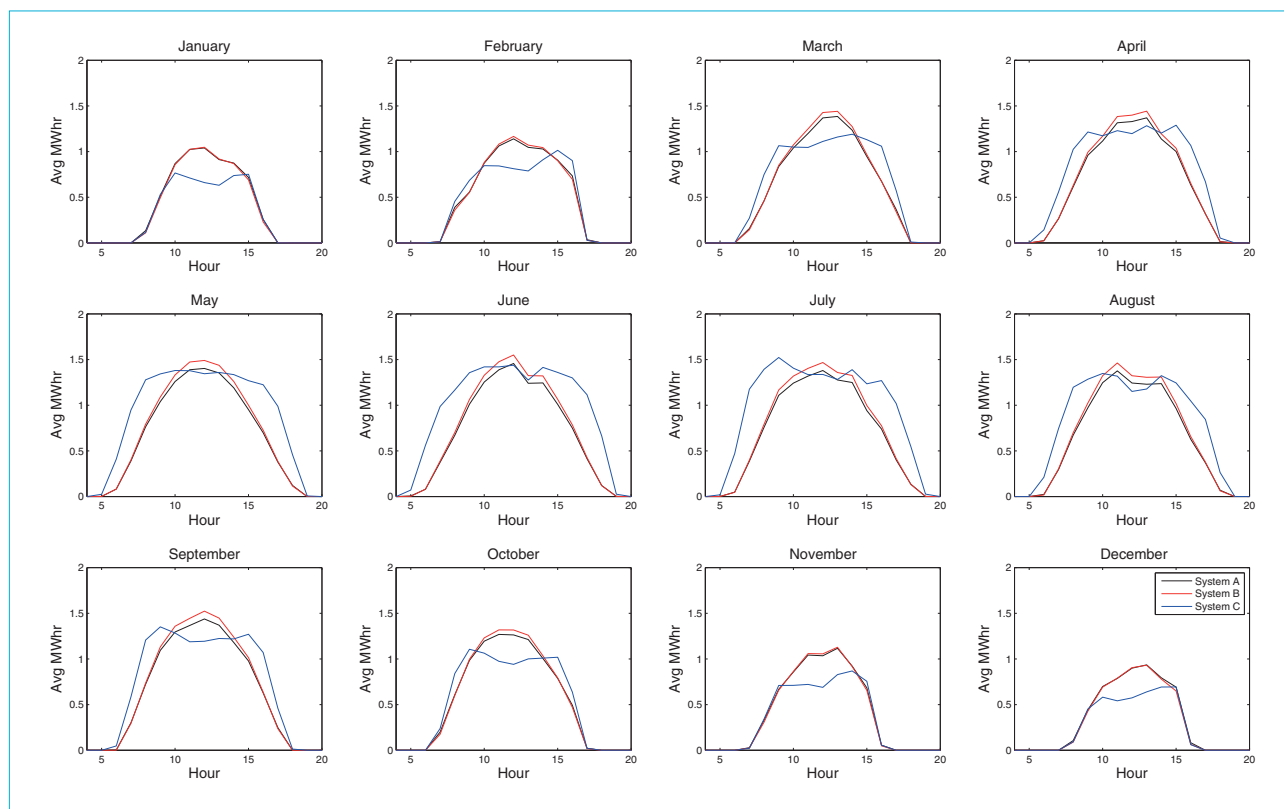 January
2
1.5
1
0.5
0
Avg MWhr
5 10 15 20
Hour
February
2
1.5
1
0.5
0
Avg MWhr
5 10 15 20
Hour
March
2
1.5
1
0.5
0
Avg MWhr
5 10 15 20
Hour
April
2
1.5
1
0.5
0
Avg MWhr
5 10 15 20
Hour
May
2
1.5
1
0.5
0
Avg MWhr
5 10 15 20
Hour
June
2
1.5
1
0.5
0
Avg MWhr
5 10 15 20
Hour
July
2
1.5
1
0.5
0
Avg MWhr
5 10 15 20
Hour
August
2
1.5
1
0.5
0
Avg MWhr
5 10 15 20
Hour
September
2
1.5
1
0.5
0
Avg MWhr
5 10 15 20
Hour
October
2
1.5
1
0.5
0
Avg MWhr
5 10 15 20
Hour
November
2
1.5
1
0.5
0
Avg MWhr
5 10 15 20
Hour
December
2
1.5
1
0.5
0
Avg MWhr
5 10 15 20
Hour
System A
System B
System C